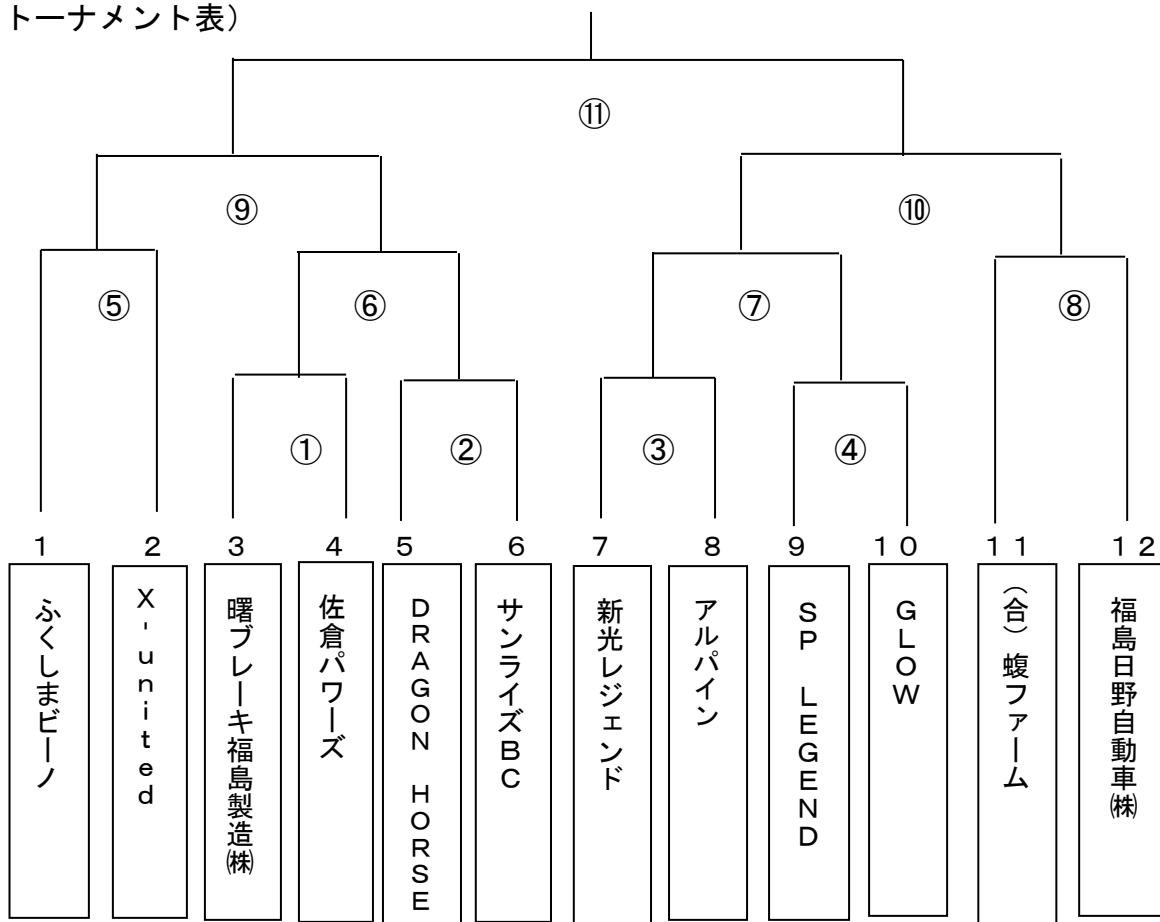 トーナメント表）
⑪
⑨ ⑩
⑤ ⑥ ⑦ ⑧
① ② ③ ④
１ ２ ３ ４ ５ ６ ７ ８ ９ １０ １１ １２
ふくしまビーノ
Ｘ'ｕｎｉｔｅｄ
曙ブレーキ福島製造㈱
佐倉パワーズ
ＤＲＡＧＯＮ　ＨＯＲＳＥ
サンライズＢＣ
新光レジェンド
アルパイン
ＳＰ　ＬＥＧＥＮＤ
ＧＬＯＷ
（合）蝮ファーム
福島日野自動車㈱